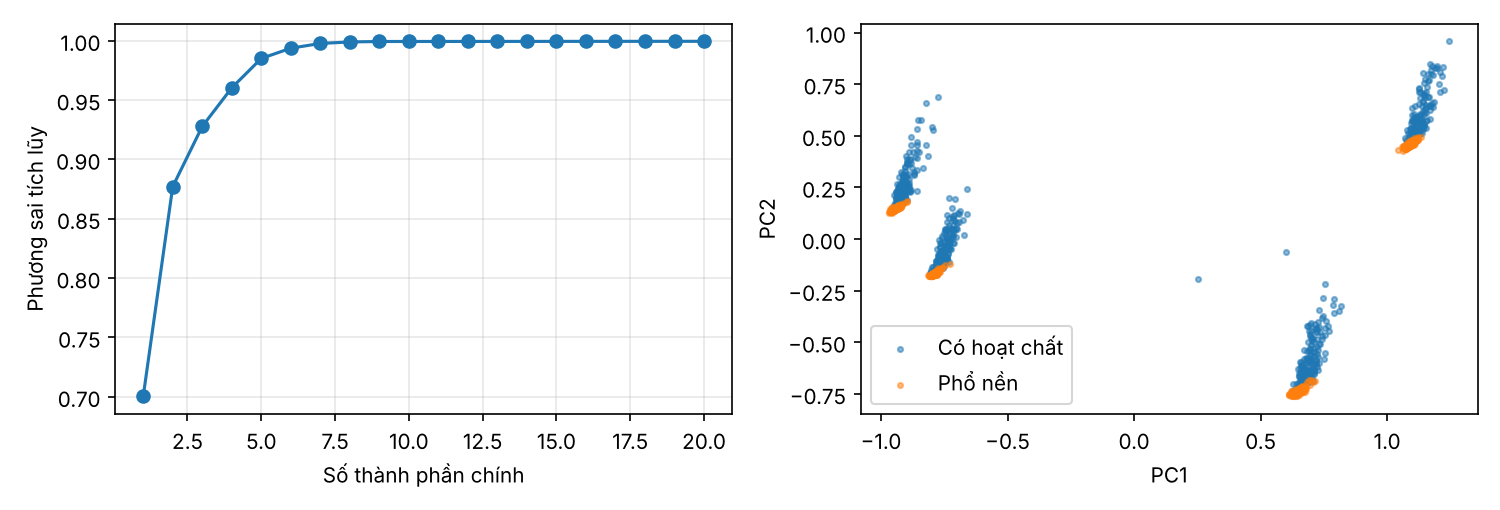 1.00
0.95
0.90
0.85
0.80
0.75
0.70
Phương sai tích lũy
2.5 5.0 7.5 10.0 12.5 15.0 17.5 20.0
Số thành phần chính
1.00
0.75
0.50
0.25
0.00
−0.25
−0.50
−0.75
PC2
Có hoạt chất
Phổ nền
−1.0 −0.5 0.0 0.5 1.0
PC1